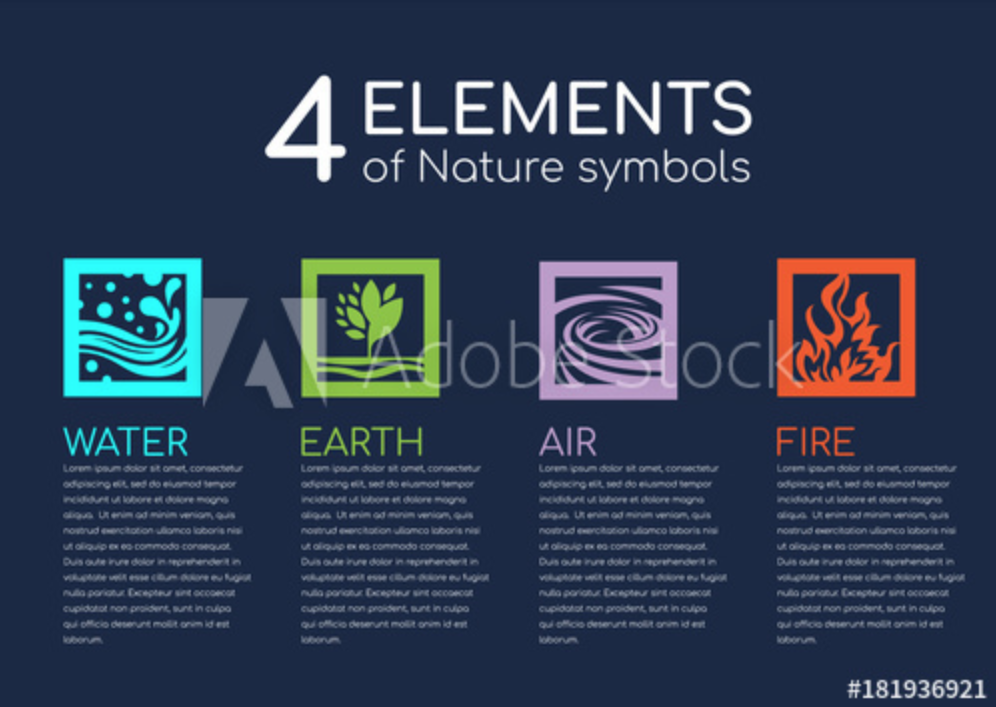 4 ELEMENTS
of Nature symbols
Adobe Stock
WATER
Lorem ipsum dolor sit amet, consectetur
adipiscing elit, sed do eiusmod tempor
incididunt ut labore et dolore magna
aliqua. Ut enim ad minim veniam, quis
nostrud exercitation ullamco laboris nisi
ut aliquip ex ea commodo consequat.
Duis aute irure dolor in reprehenderit in
voluptate velit esse cillum dolore eu fugiat
nulla pariatur. Excepteur sint occaecat
cupidatat non proident, sunt in culpa
qui officia deserunt mollit anim id est
laborum.
EARTH
Lorem ipsum dolor sit amet, consectetur
adipiscing elit, sed do eiusmod tempor
incididunt ut labore et dolore magna
aliqua. Ut enim ad minim veniam, quis
nostrud exercitation ullamco laboris nisi
ut aliquip ex ea commodo consequat.
Duis aute irure dolor in reprehenderit in
voluptate velit esse cillum dolore eu fugiat
nulla pariatur. Excepteur sint occaecat
cupidatat non proident, sunt in culpa
qui officia deserunt mollit anim id est
laborum.
AIR
Lorem ipsum dolor sit amet, consectetur
adipiscing elit, sed do eiusmod tempor
incididunt ut labore et dolore magna
aliqua. Ut enim ad minim veniam, quis
nostrud exercitation ullamco laboris nisi
ut aliquip ex ea commodo consequat.
Duis aute irure dolor in reprehenderit in
voluptate velit esse cillum dolore eu fugiat
nulla pariatur. Excepteur sint occaecat
cupidatat non proident, sunt in culpa
qui officia deserunt mollit anim id est
laborum.
FIRE
Lorem ipsum dolor sit amet, consectetur
adipiscing elit, sed do eiusmod tempor
incididunt ut labore et dolore magna
aliqua. Ut enim ad minim veniam, quis
nostrud exercitation ullamco laboris nisi
ut aliquip ex ea commodo consequat.
Duis aute irure dolor in reprehenderit in
voluptate velit esse cillum dolore eu fugiat
nulla pariatur. Excepteur sint occaecat
cupidatat non proident, sunt in culpa
qui officia deserunt mollit anim id est
laborum.
#181936921